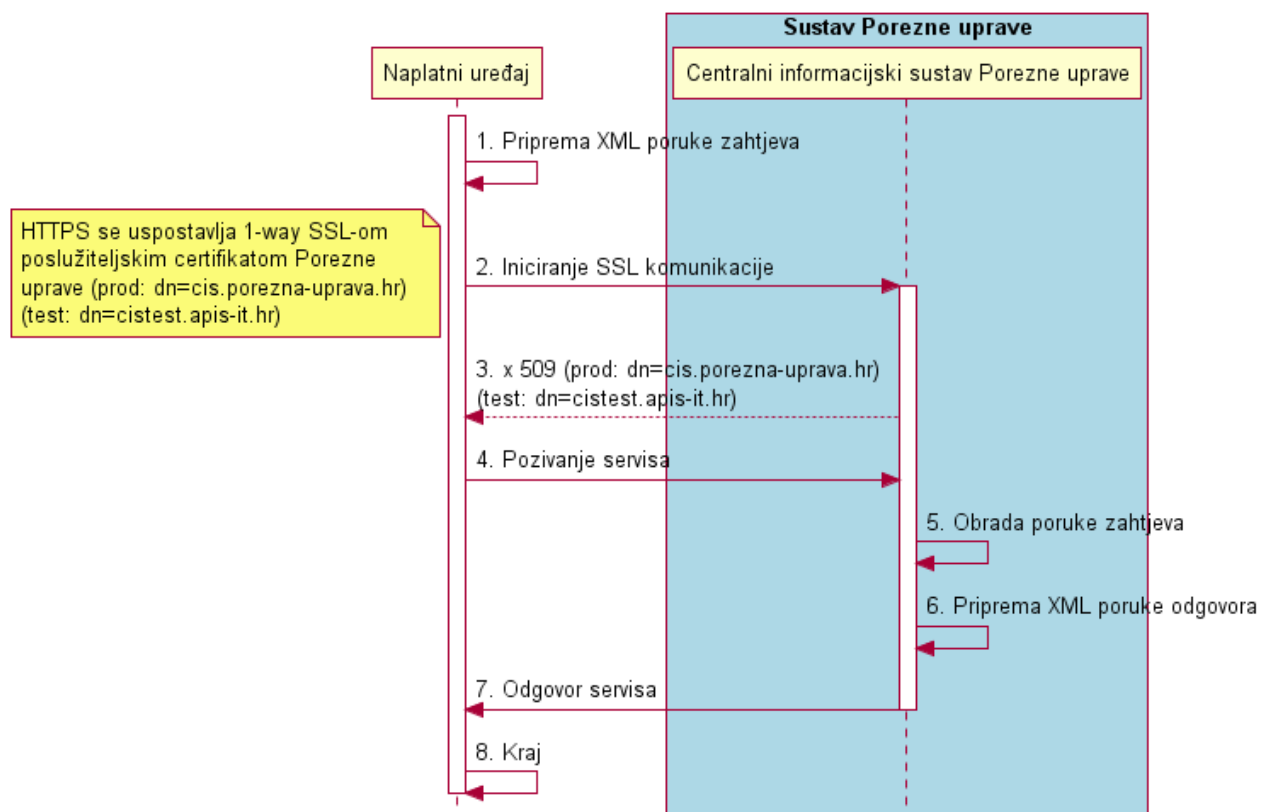 Sustav Porezne uprave
Naplatni uređaj
Centralni informacijski sustav Porezne uprave
1. Priprema XML poruke zahtjeva
HTTPS se uspostavlja 1-way SSL-om
poslužiteljskim certifikatom Porezne
uprave (prod: dn=cis.porezna-uprava.hr)
(test: dn=cistest.apis-it.hr)
2. Iniciranje SSL komunikacije
3. x 509 (prod: dn=cis.porezna-uprava.hr)
(test: dn=cistest.apis-it.hr)
4. Pozivanje servisa
5. Obrada poruke zahtjeva
6. Priprema XML poruke odgovora
7. Odgovor servisa
8. Kraj